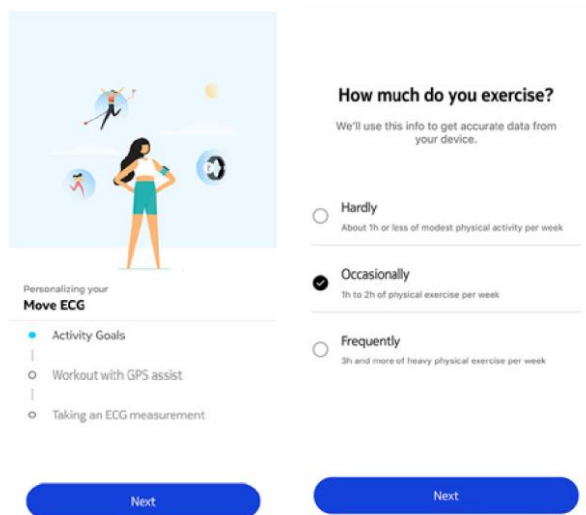 Personalizing your
Move ECG
Activity Goals
Workout with GPS assist
Taking an ECG measurement
Next
How much do you exercise?
We'll use this info to get accurate data from
your device.
Hardly
About 1h or less of modest physical activity per week
Occasionally
1h to 2h of physical exercise per week
Frequently
3h and more of heavy physical exercise per week
Next